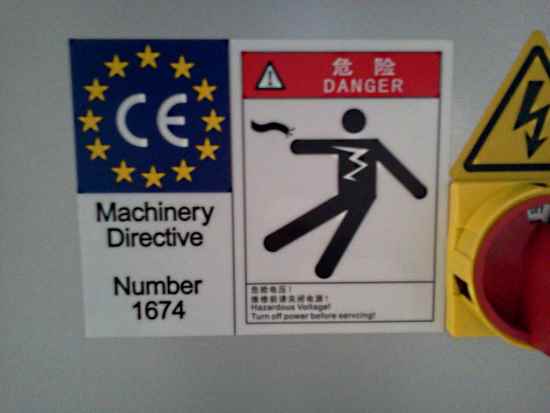 CE
Machinery
Directive
Number
1674
危险
DANGER
危险电压！
维修前请关闭电源！
Hazardous Voltage!
Turn off power before servcing!